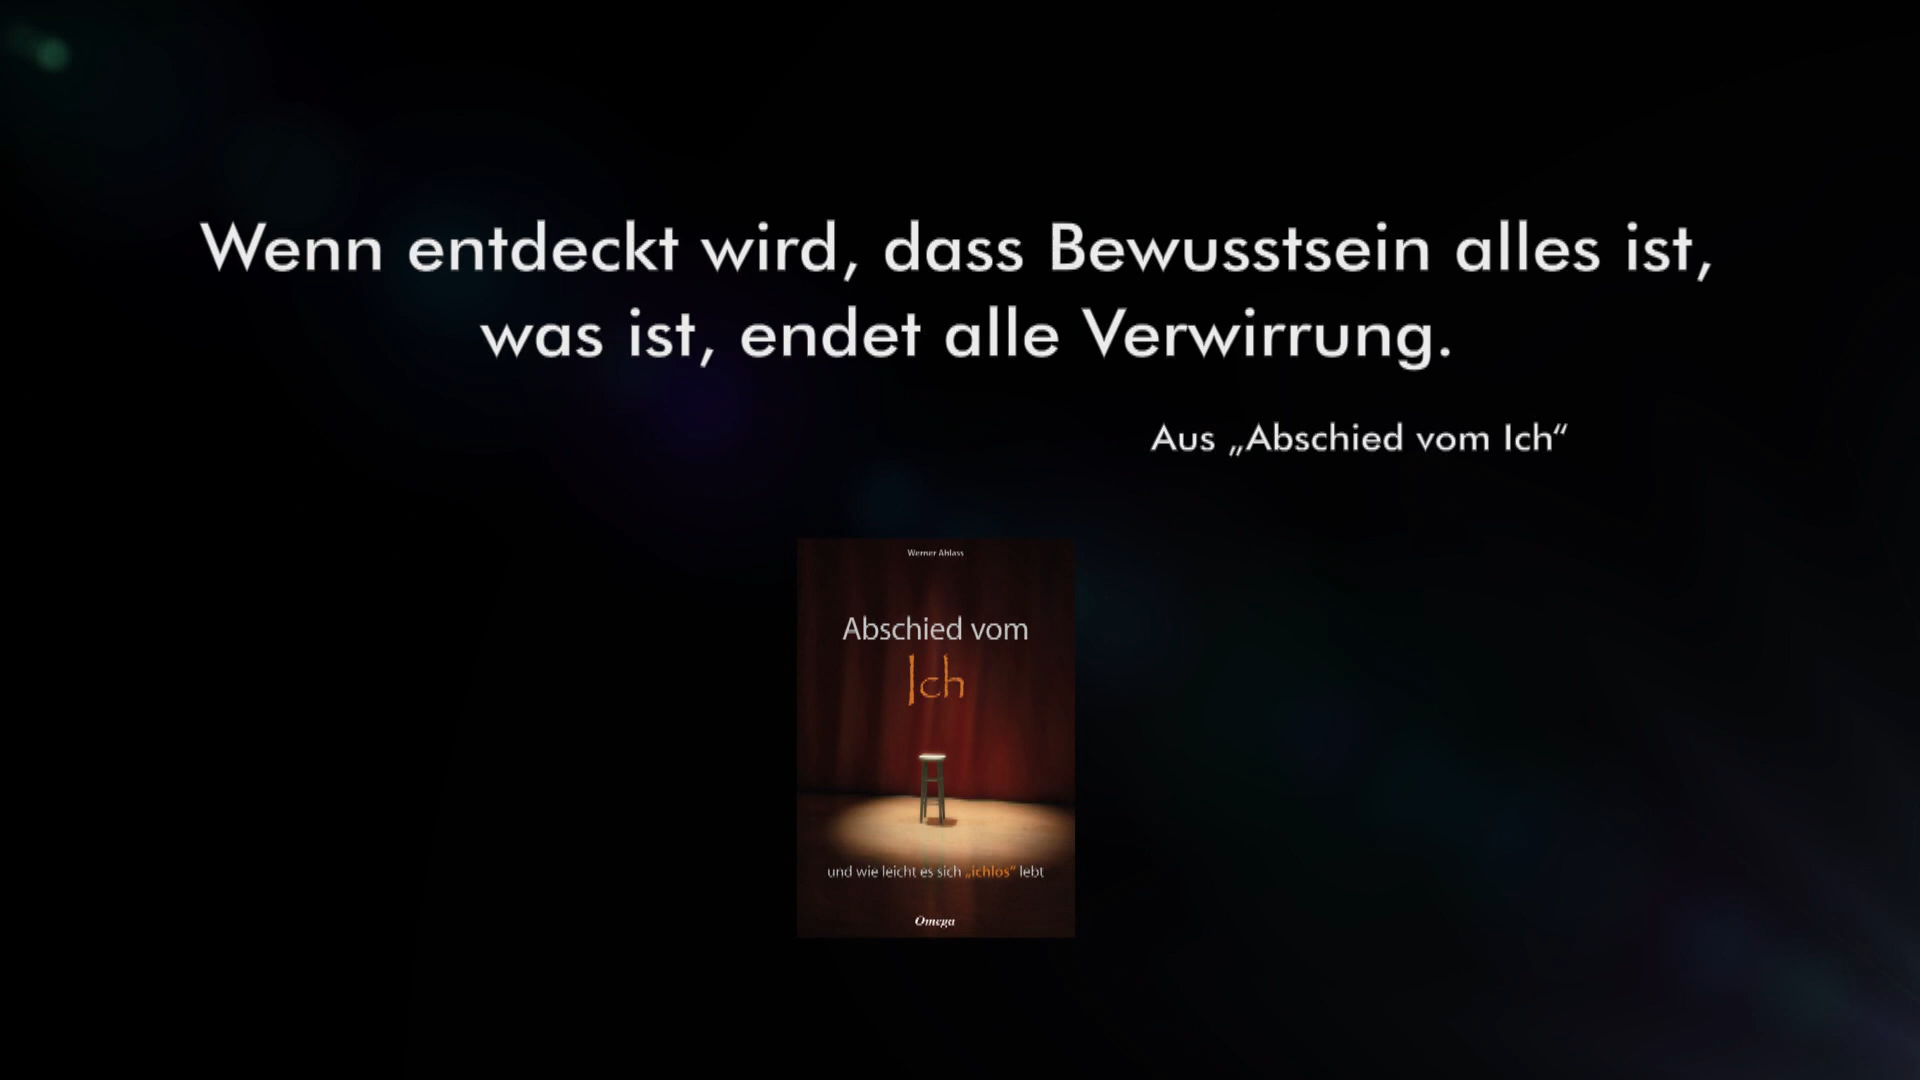 Wenn entdeckt wird, dass Bewusstsein alles ist,
was ist, endet alle Verwirrung.
Aus „Abschied vom Ich“
Werner Ablass
Abschied vom
Ich
und wie leicht es sich „ichlos“ lebt
Omega